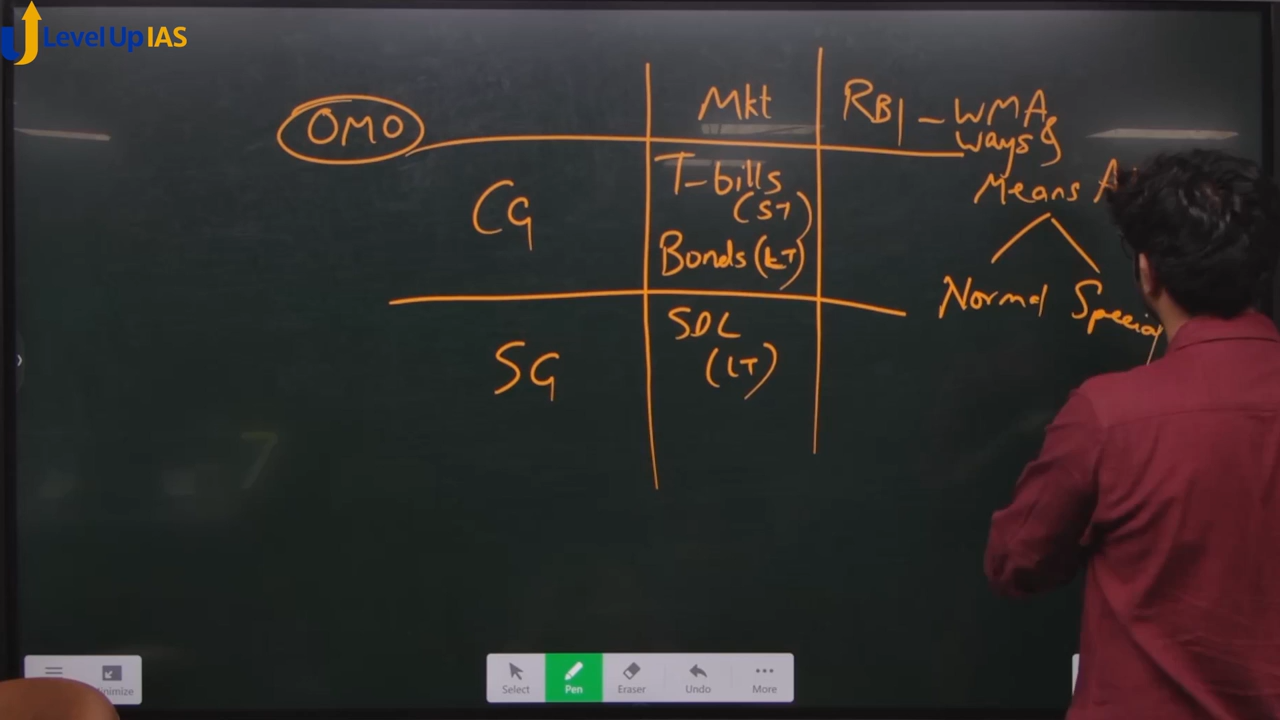 Level Up IAS
OMO
Mkt
RBI - WMA
Ways &
Means
CG
T-bills
(ST)
Bonds (LT)
Normal Special
SG
SDL
(LT)
Select
Pen
Eraser
Undo
More